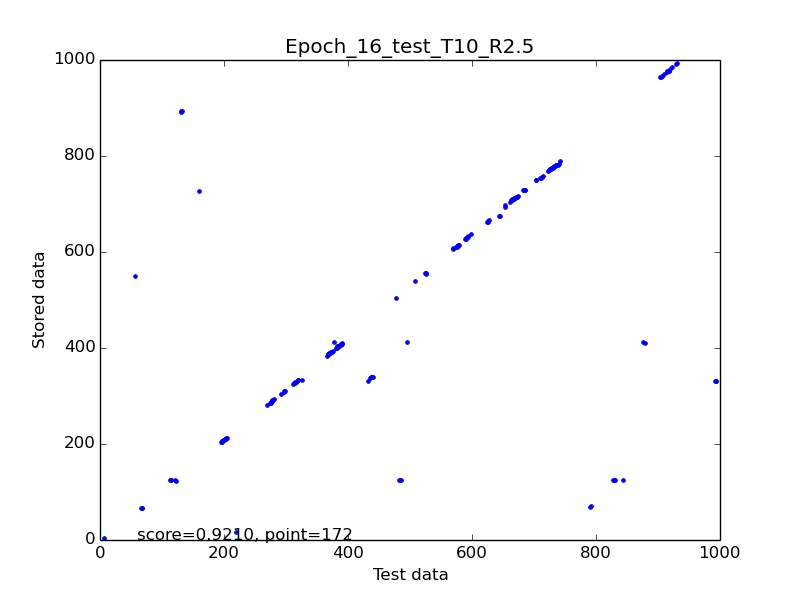 Epoch_16_test_T10_R2.5
1000
800
600
400
200
0
Stored data
score=0.9210, point=172
0 200 400 600 800 1000
Test data